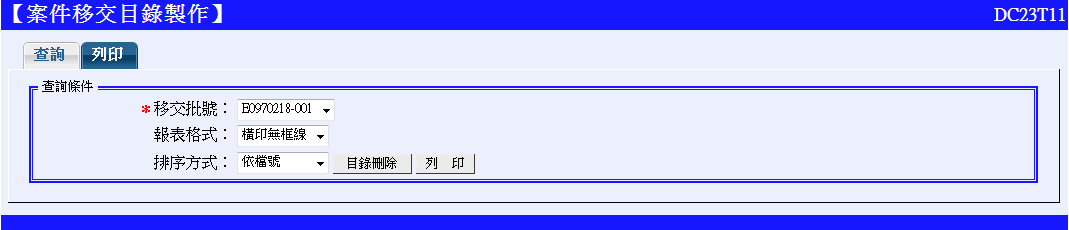 【案件移交目錄製作】 DC23T11
查詢 列印
查詢條件
*移交批號： E0970218-001
報表格式： 橫印無框線
排序方式： 依檔號 目錄刪除 列 印